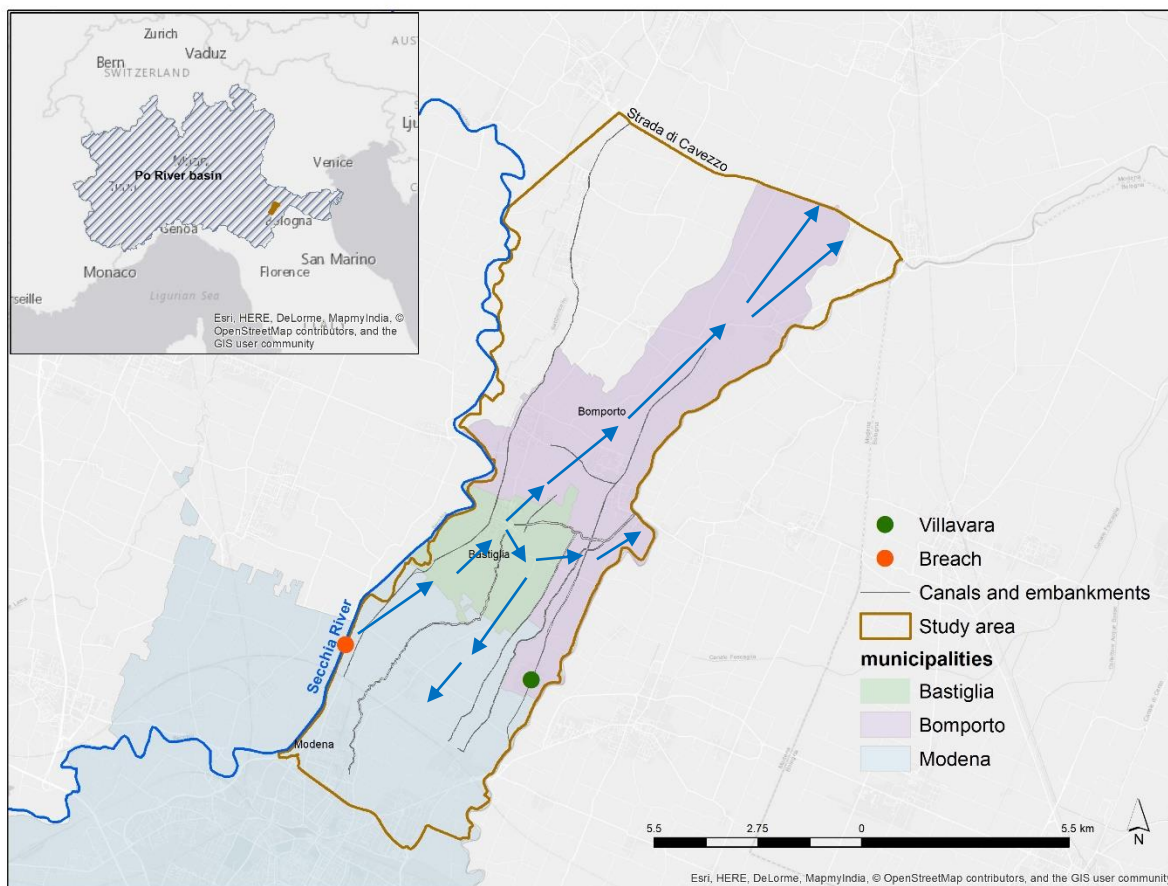 Zurich
Bern
Vaduz
SWITZERLAND
AUS
Ljubljana
Po River basin
Venice
Genoa
Bologna
Monaco
Florence
San Marino
Ligurian Sea
ITALY
Esri, HERE, DeLorme, MapmyIndia, ©
OpenStreetMap contributors, and the
GIS user community
Strada di Cavezzo
Bomporto
Bastiglia
Secchia River
Modena
Villavara
Breach
Canals and embankments
Study area
municipalities
Bastiglia
Bomporto
Modena
5.5
2.75
0
5.5 km
N
Esri, HERE, DeLorme, MapmyIndia, © OpenStreetMap contributors, and the GIS user community